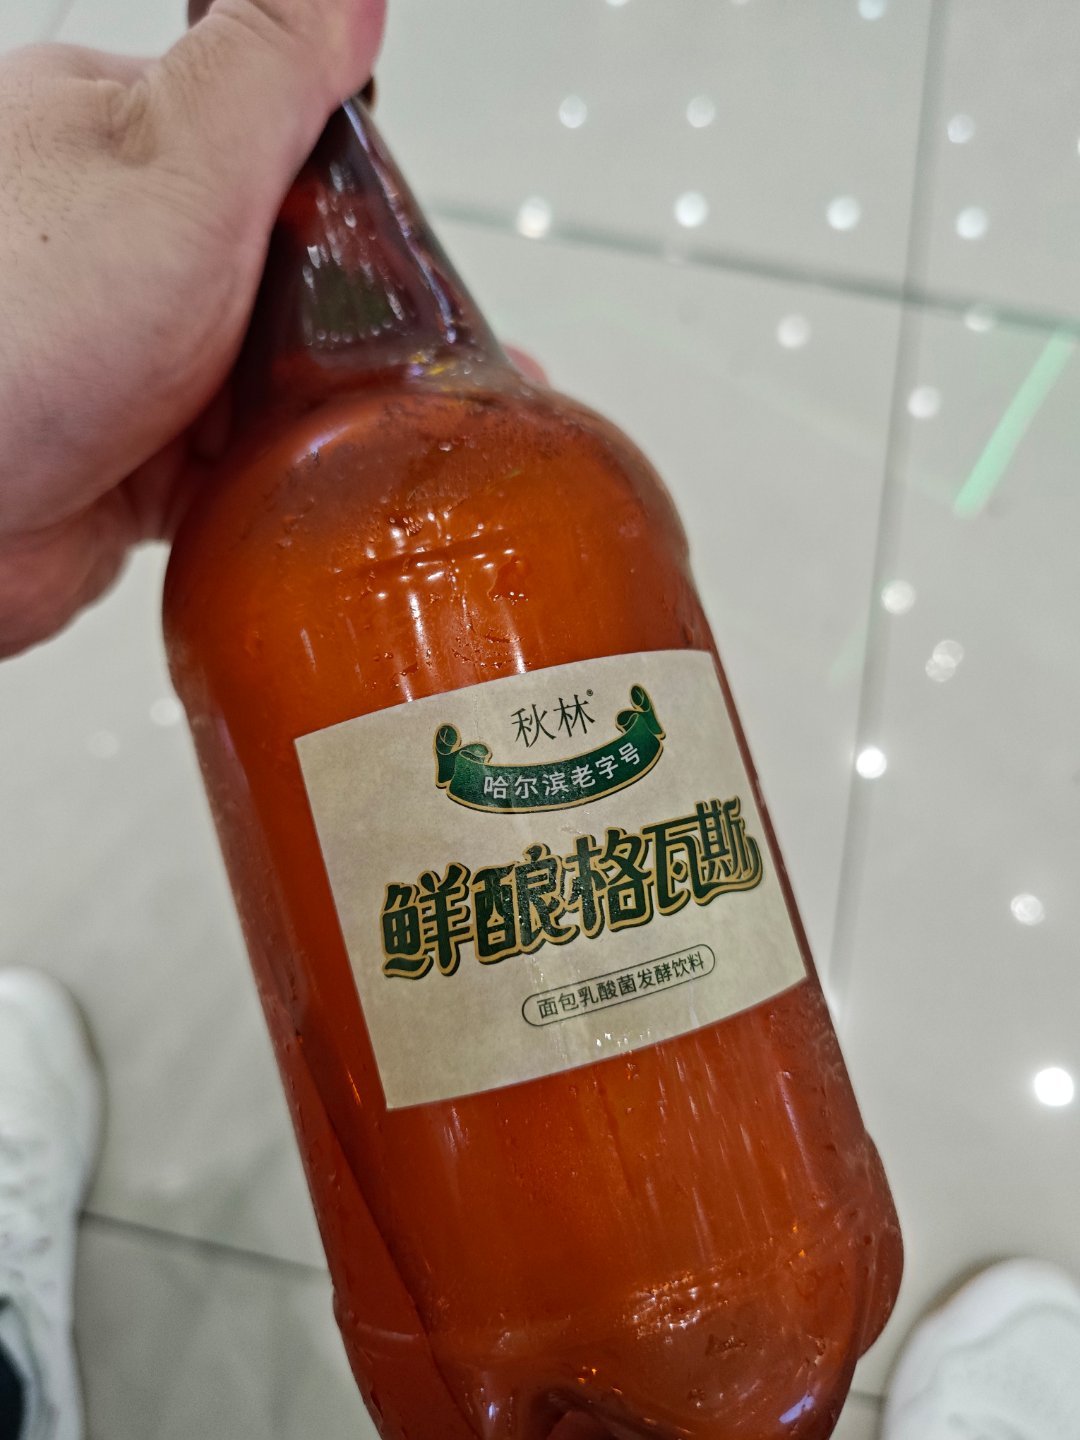 秋林®
哈尔滨老字号
鲜酿格瓦斯
面包乳酸菌发酵饮料